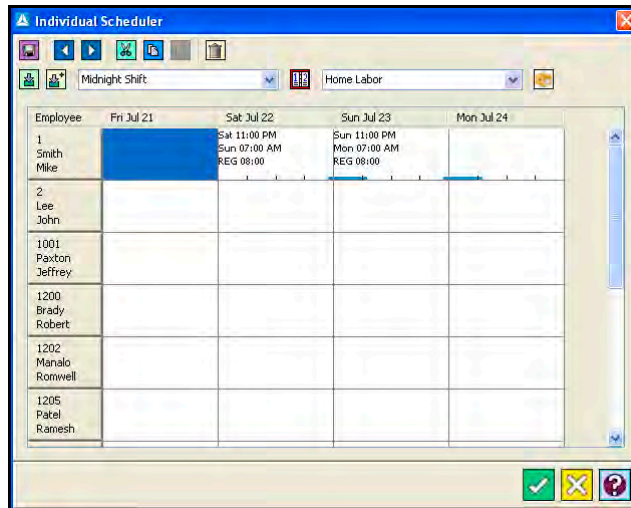 Individual Scheduler
Midnight Shift
Home Labor
Employee Fri Jul 21 Sat Jul 22 Sun Jul 23 Mon Jul 24
1
Smith
Mike
Sat 11:00 PM
Sun 07:00 AM
REG 08:00
Sun 11:00 PM
Mon 07:00 AM
REG 08:00
2
Lee
John
1001
Paxton
Jeffrey
1200
Brady
Robert
1202
Manalo
Romwell
1205
Patel
Ramesh